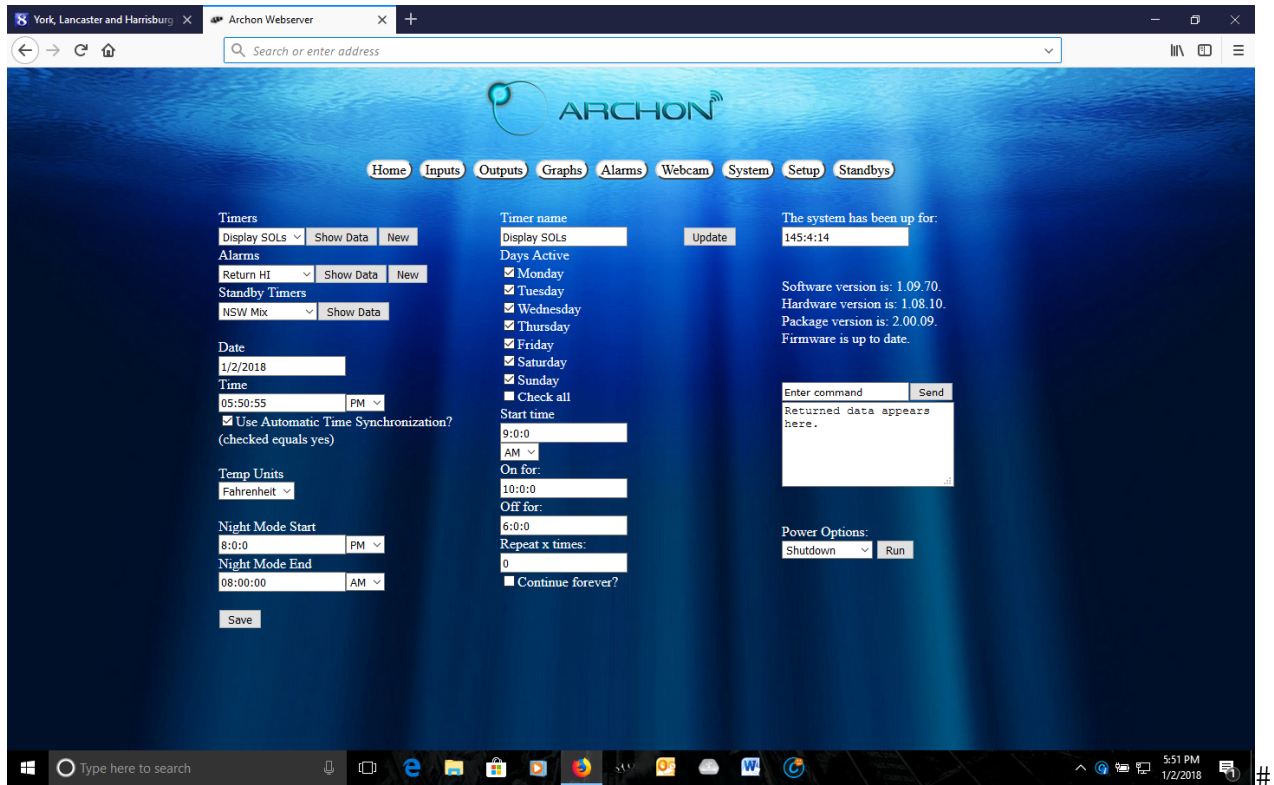 York, Lancaster and Harrisburg
Archon Webserver
Search or enter address
ARCHON
Home Inputs Outputs Graphs Alarms Webcam System Setup Standbys
Timers
Display SOLs Show Data New
Alarms
Return HI Show Data New
Standby Timers
NSW Mix Show Data
Date
1/2/2018
Time
05:50:55 PM
Use Automatic Time Synchronization?
(checked equals yes)
Temp Units
Fahrenheit
Night Mode Start
8:0:0 PM
Night Mode End
08:00:00 AM
Save
Timer name
Display SOLs Update
Days Active
Monday
Tuesday
Wednesday
Thursday
Friday
Saturday
Sunday
Check all
Start time
9:0:0
AM
On for:
10:0:0
Off for:
6:0:0
Repeat x times:
0
Continue forever?
The system has been up for:
145:4:14
Software version is: 1.09.70.
Hardware version is: 1.08.10.
Package version is: 2.00.09.
Firmware is up to date.
Enter command Send
Returned data appears
here.
Power Options:
Shutdown Run
Type here to search
5:51 PM
1/2/2018
#